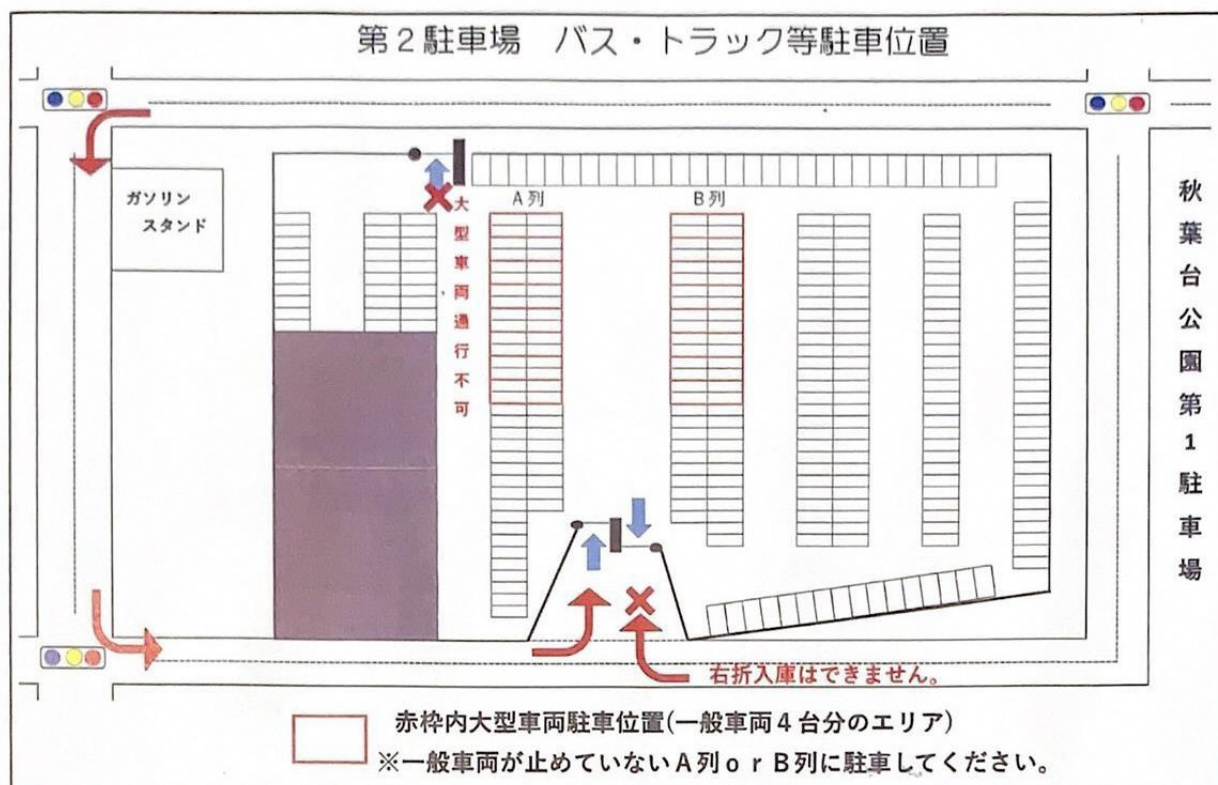 第2駐車場 バス・トラック等駐車位置
ガソリン
スタンド
A列
B列
大型車両通行不可
秋葉台公園第1駐車場
右折入庫はできません。
赤枠内大型車両駐車位置(一般車両4台分のエリア)
※一般車両が止めていないA列orB列に駐車してください。